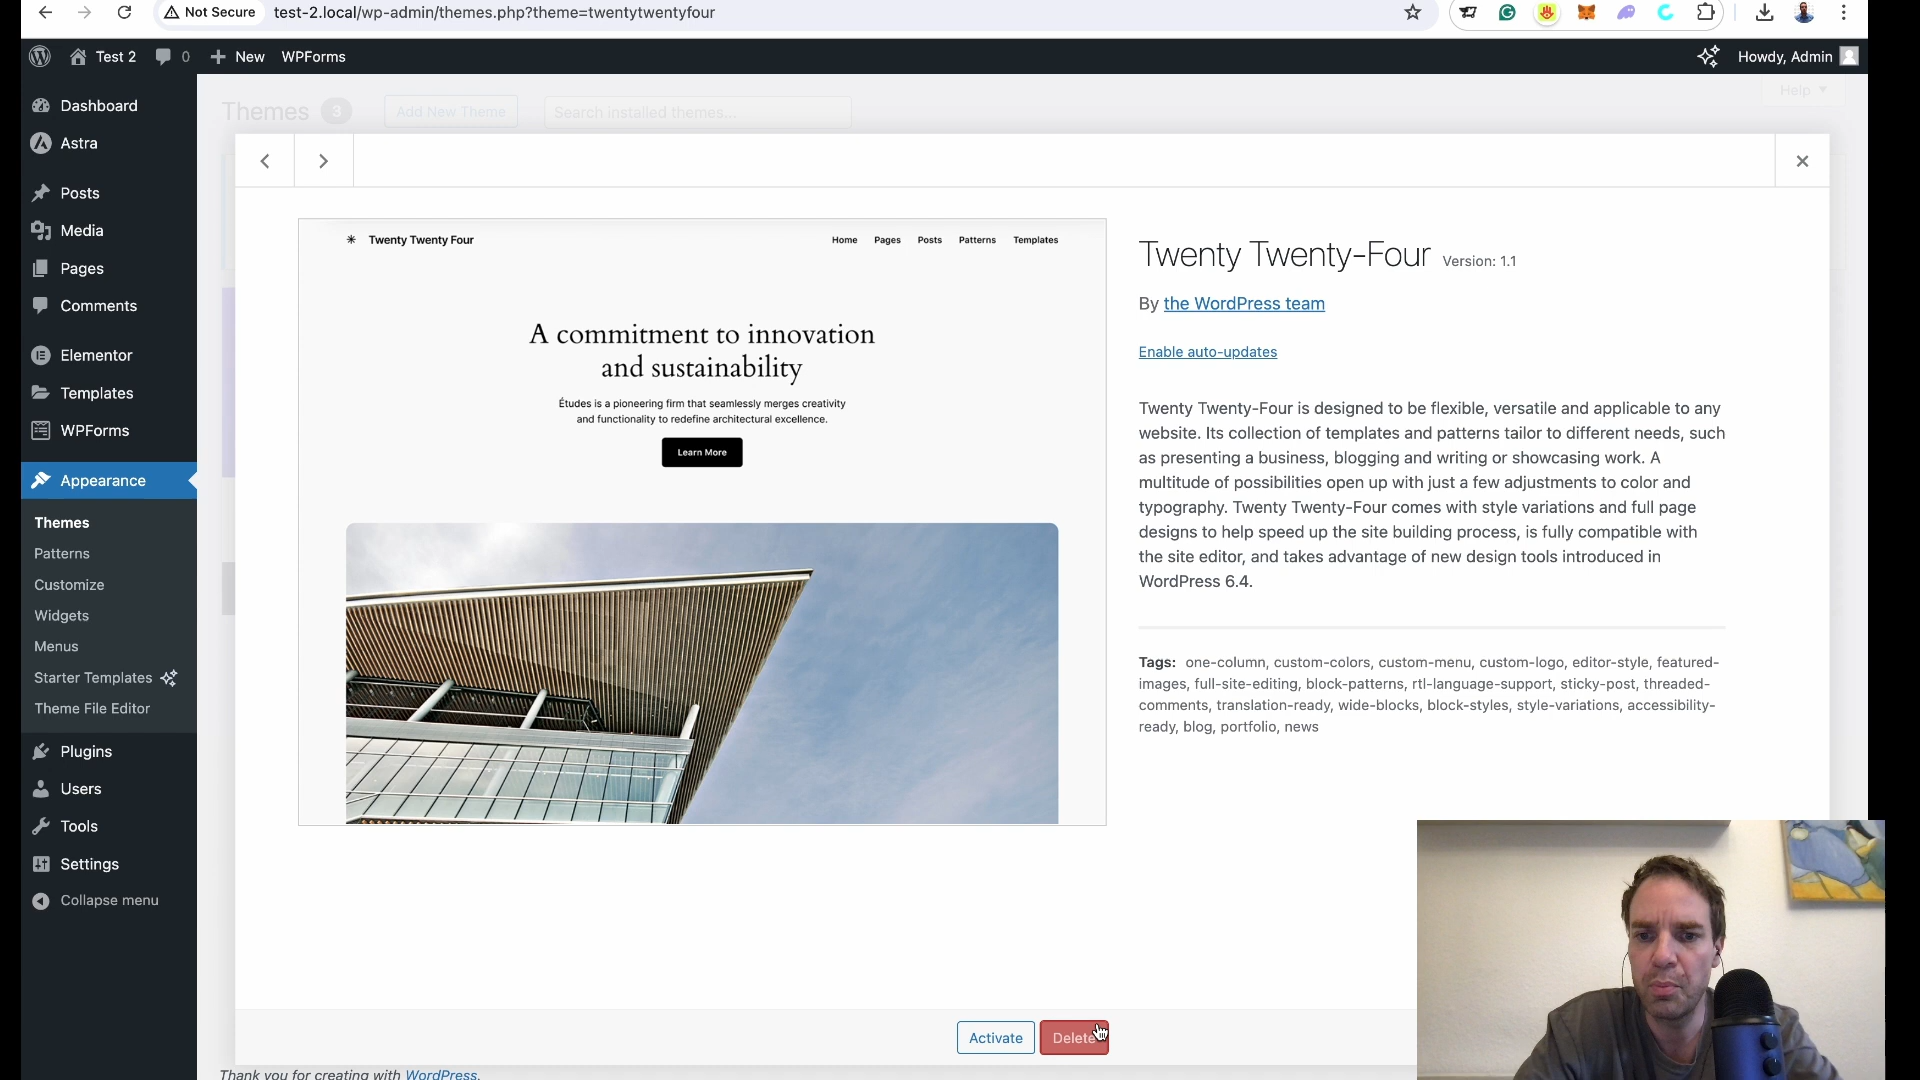 Not Secure
test-2.local/wp-admin/themes.php?theme=twentytwentyfour
Test 2
0
New
WPForms
Howdy, Admin
Dashboard
Astra
Posts
Media
Pages
Comments
Elementor
Templates
WPForms
Appearance
Themes
Patterns
Customize
Widgets
Menus
Starter Templates
Theme File Editor
Plugins
Users
Tools
Settings
Collapse menu
Themes 3
Add New Theme
Search installed themes...
Help
Twenty Twenty Four
Home
Pages
Posts
Patterns
Templates
A commitment to innovation
and sustainability
Études is a pioneering firm that seamlessly merges creativity
and functionality to redefine architectural excellence.
Learn More
Twenty Twenty-Four Version: 1.1
By the WordPress team
Enable auto-updates
Twenty Twenty-Four is designed to be flexible, versatile and applicable to any
website. Its collection of templates and patterns tailor to different needs, such
as presenting a business, blogging and writing or showcasing work. A
multitude of possibilities open up with just a few adjustments to color and
typography. Twenty Twenty-Four comes with style variations and full page
designs to help speed up the site building process, is fully compatible with
the site editor, and takes advantage of new design tools introduced in
WordPress 6.4.
Tags: one-column, custom-colors, custom-menu, custom-logo, editor-style, featured-
images, full-site-editing, block-patterns, rtl-language-support, sticky-post, threaded-
comments, translation-ready, wide-blocks, block-styles, style-variations, accessibility-
ready, blog, portfolio, news
Activate
Delete
Thank you for creating with WordPress.